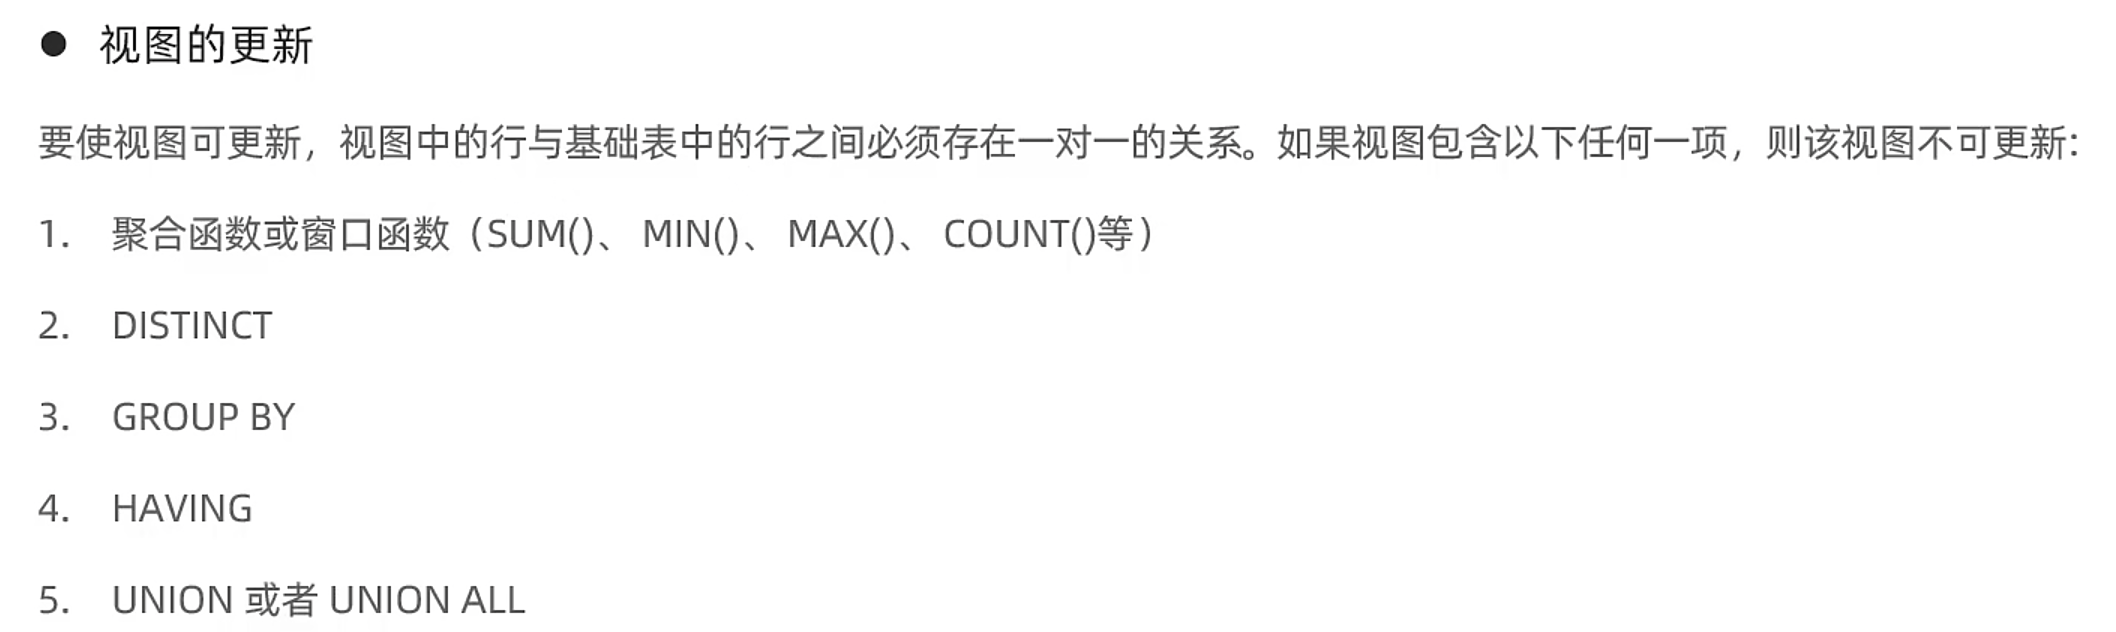 ● 视图的更新
要使视图可更新，视图中的行与基础表中的行之间必须存在一对一的关系。如果视图包含以下任何一项，则该视图不可更新:
1. 聚合函数或窗口函数（SUM()、 MIN()、 MAX()、 COUNT()等）
2. DISTINCT
3. GROUP BY
4. HAVING
5. UNION 或者 UNION ALL